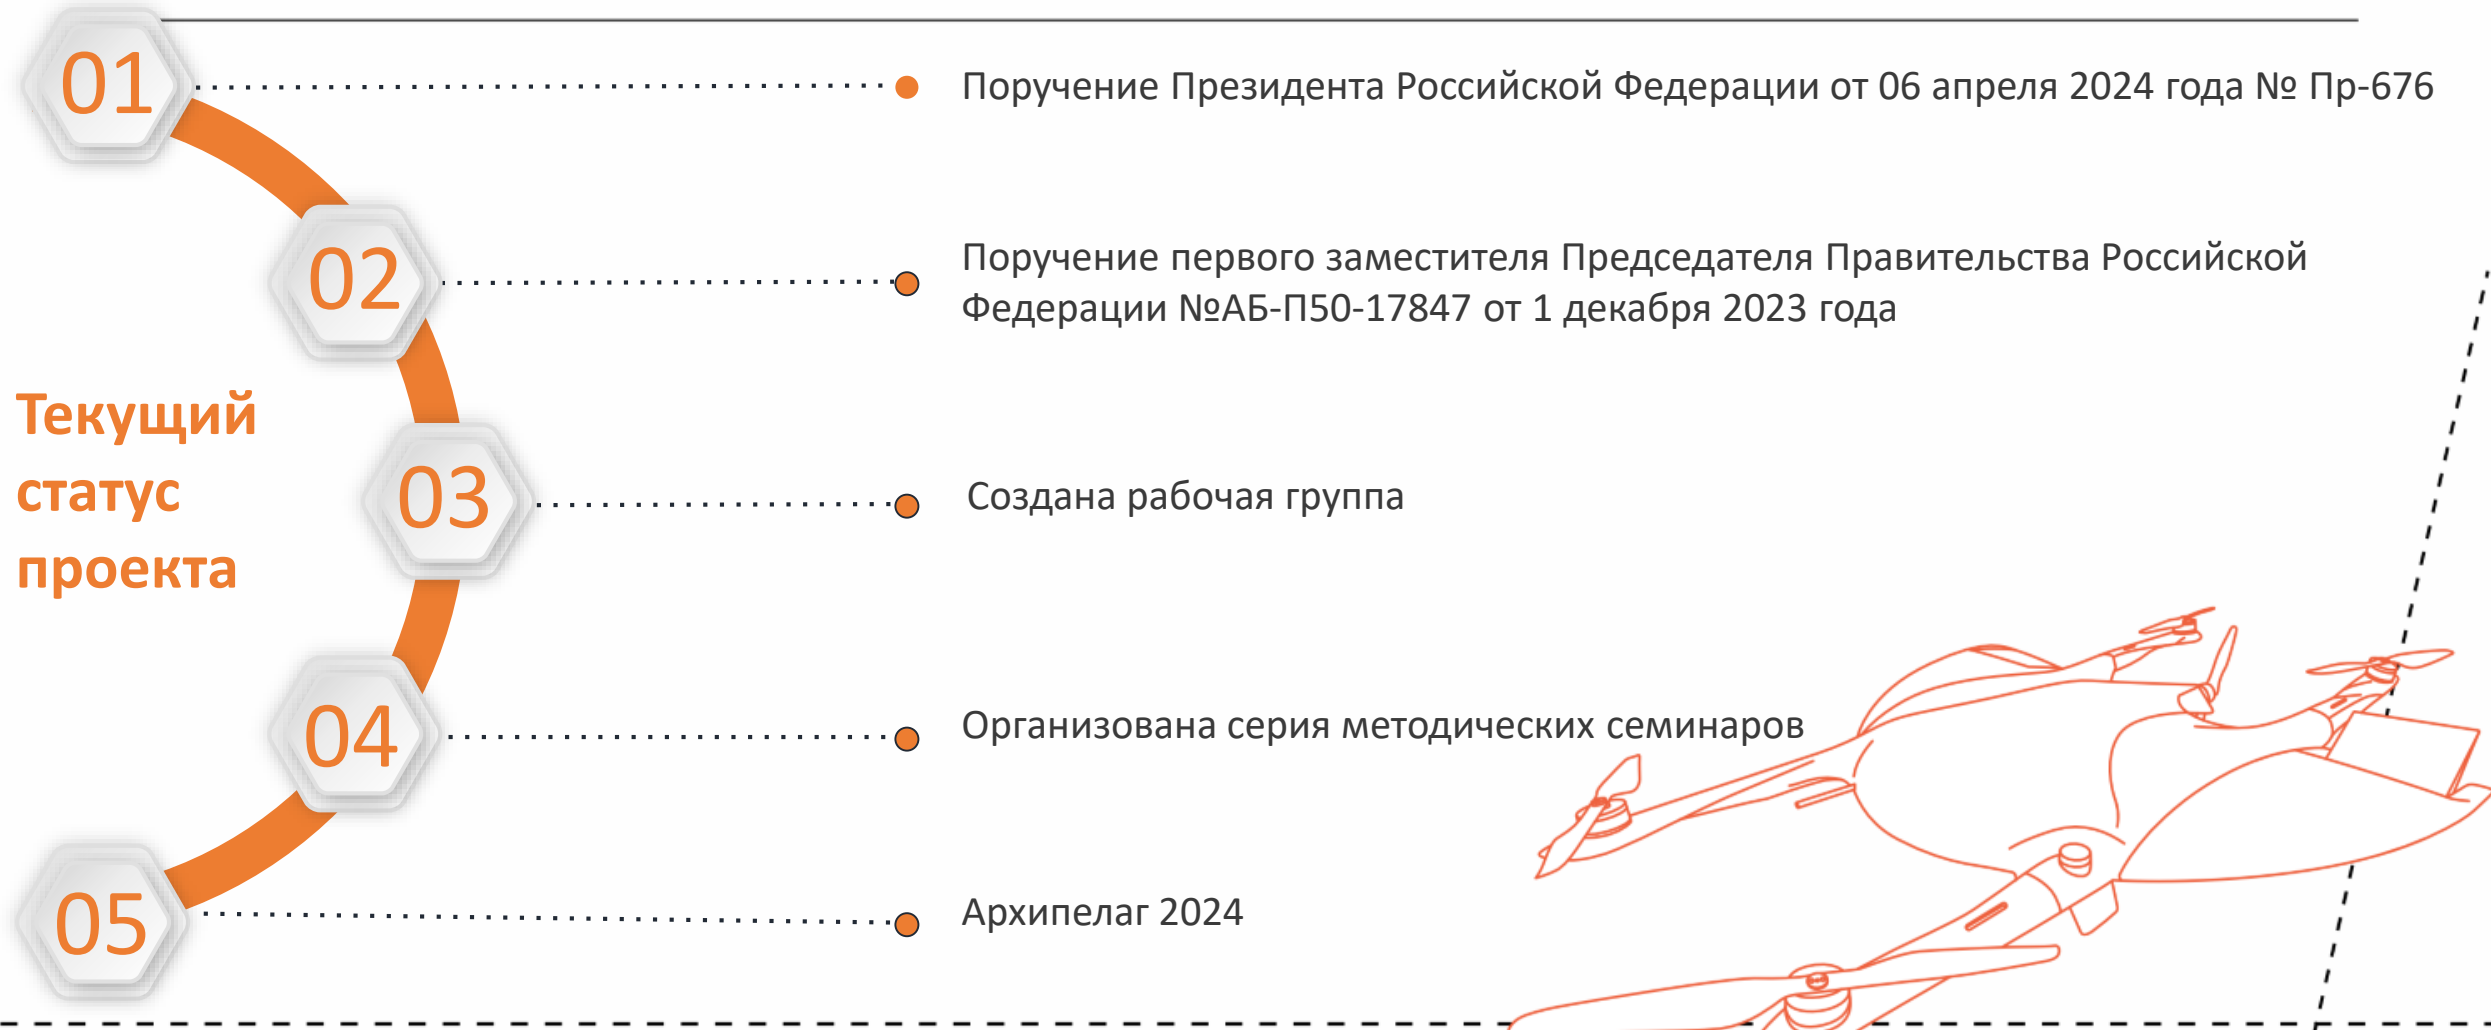 01
Поручение Президента Российской Федерации от 06 апреля 2024 года № Пр-676
02
Поручение первого заместителя Председателя Правительства Российской
Федерации №АБ-П50-17847 от 1 декабря 2023 года
Текущий
статус
проекта
03
Создана рабочая группа
04
Организована серия методических семинаров
05
Архипелаг 2024